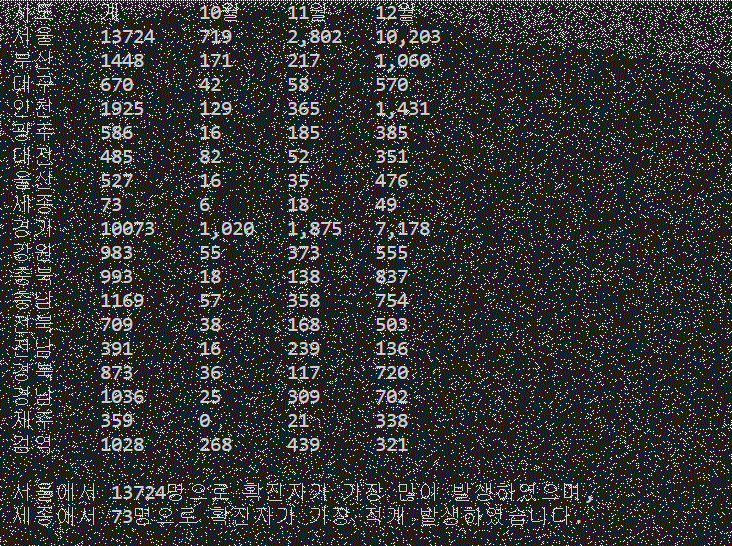 계 10월 11월 12월
서울 13724 719 2,802 10,203
부산 1448 171 217 1,060
대구 670 42 58 570
인천 1925 129 365 1,431
광주 586 16 185 385
대전 485 82 52 351
울산 527 16 35 476
세종 73 6 18 49
경기 10073 1,020 1,875 7,178
강원 983 55 373 555
충북 993 18 138 837
충남 1169 57 358 754
전북 709 38 168 503
전남 391 16 239 136
경북 873 36 117 720
경남 1036 25 309 702
제주 359 0 21 338
검역 1028 268 439 321
서울에서 13724명으로 확진자가 가장 많이 발생하였으며,
세종에서 73명으로 확진자가 가장 적게 발생하였습니다.